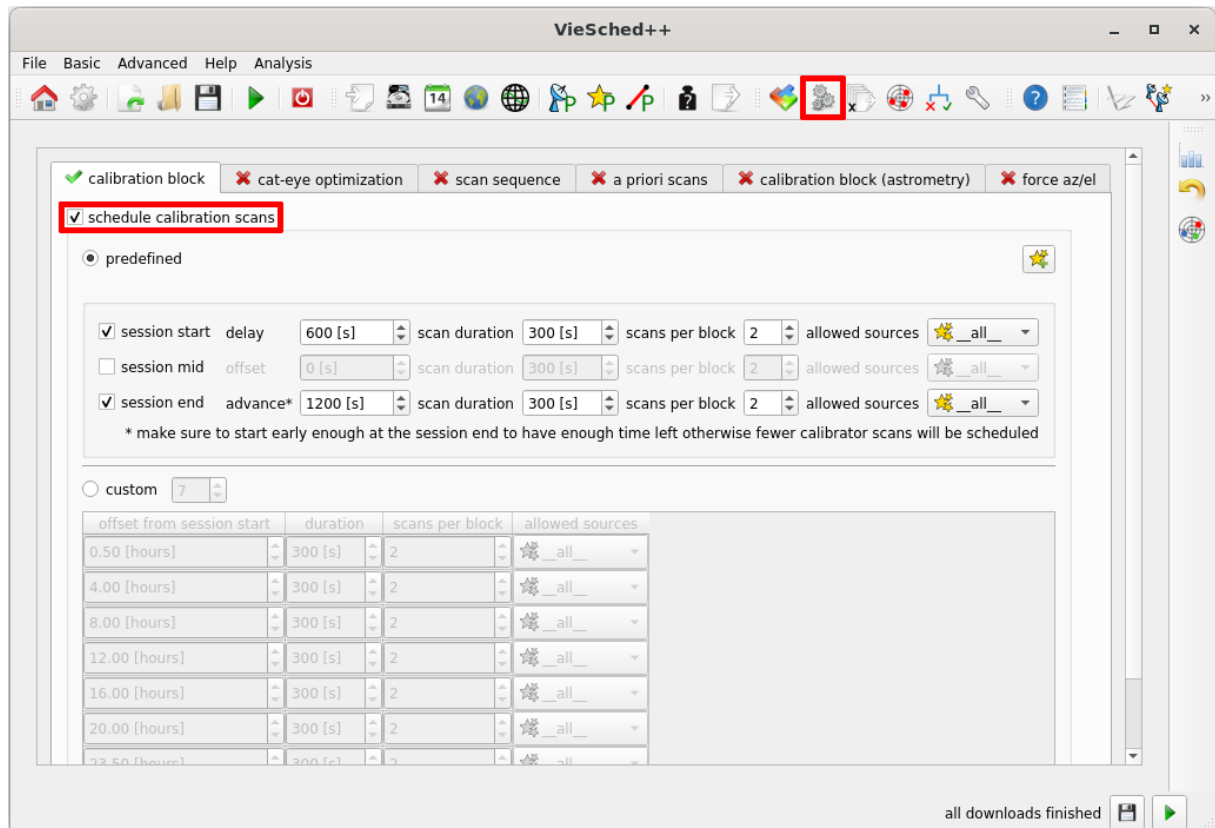 VieSched++
File Basic Advanced Help Analysis
14 P P P ? x ? »
calibration block cat-eye optimization scan sequence a priori scans calibration block (astrometry) force az/el
schedule calibration scans
predefined
session start delay 600 [s] scan duration 300 [s] scans per block 2 allowed sources __all__
session mid offset 0 [s] scan duration 300 [s] scans per block 2 allowed sources __all__
session end advance* 1200 [s] scan duration 300 [s] scans per block 2 allowed sources __all__
* make sure to start early enough at the session end to have enough time left otherwise fewer calibrator scans will be scheduled
custom 7
offset from session start duration scans per block allowed sources
0.50 [hours] 300 [s] 2 __all__
4.00 [hours] 300 [s] 2 __all__
8.00 [hours] 300 [s] 2 __all__
12.00 [hours] 300 [s] 2 __all__
16.00 [hours] 300 [s] 2 __all__
20.00 [hours] 300 [s] 2 __all__
23.50 [hours] 300 [s] 2 all
all downloads finished